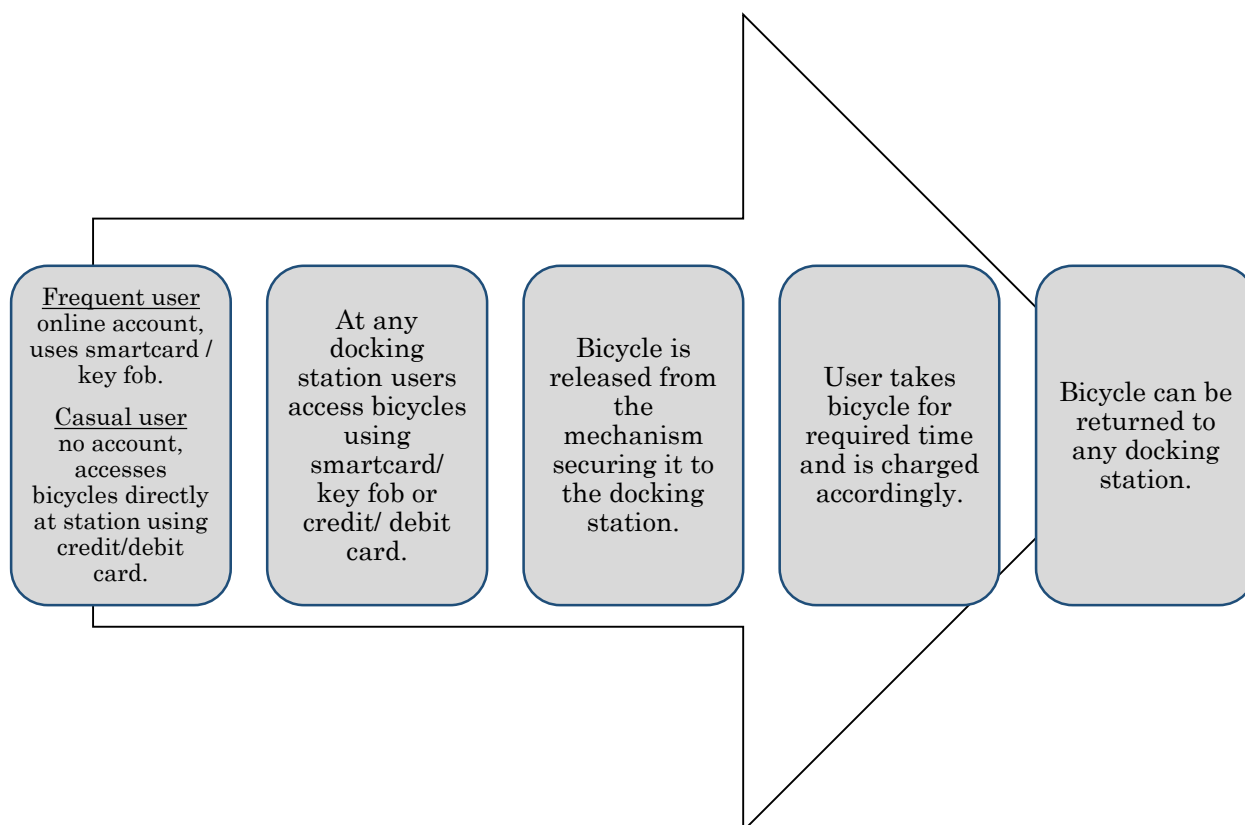 Frequent user
online account,
uses smartcard /
key fob.
Casual user
no account,
accesses
bicycles directly
at station using
credit/debit
card.
At any
docking
station users
access bicycles
using
smartcard/
key fob or
credit/ debit
card.
Bicycle is
released from
the
mechanism
securing it to
the docking
station.
User takes
bicycle for
required time
and is charged
accordingly.
Bicycle can be
returned to
any docking
station.